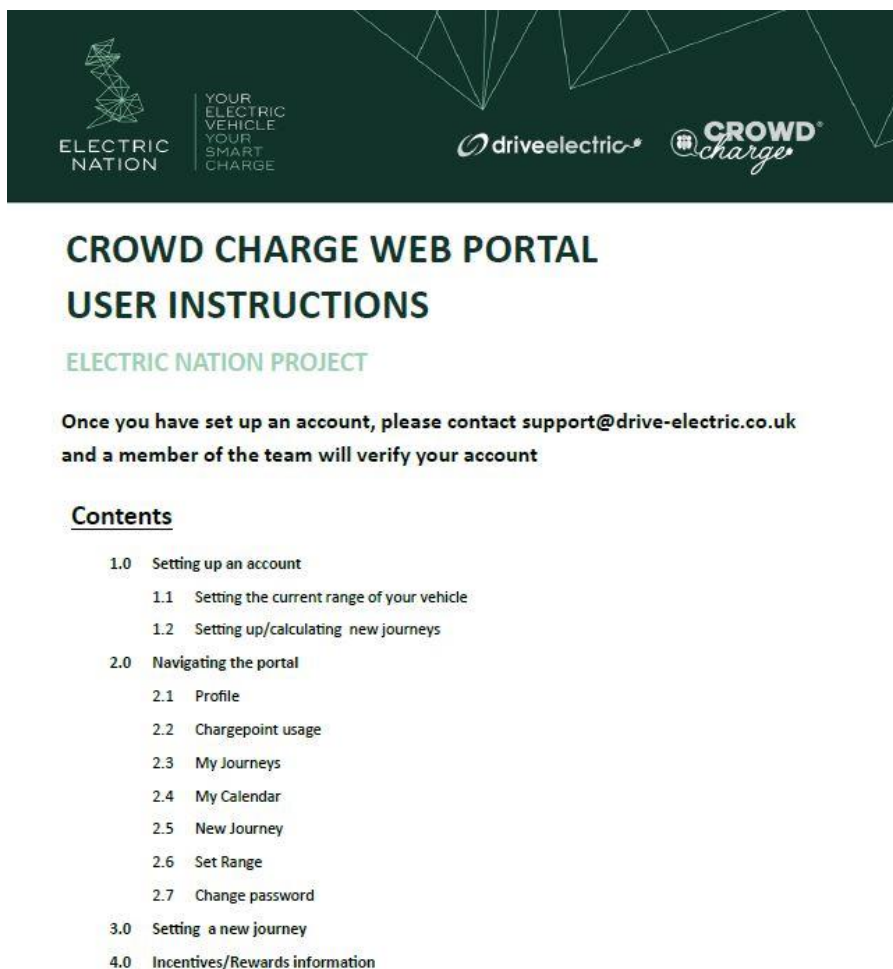 ELECTRIC
NATION
YOUR
ELECTRIC
VEHICLE
YOUR
SMART
CHARGE
driveelectric
CROWD®
charge
CROWD CHARGE WEB PORTAL
USER INSTRUCTIONS
ELECTRIC NATION PROJECT
Once you have set up an account, please contact support@drive-electric.co.uk
and a member of the team will verify your account
Contents
1.0 Setting up an account
1.1 Setting the current range of your vehicle
1.2 Setting up/calculating new journeys
2.0 Navigating the portal
2.1 Profile
2.2 Chargepoint usage
2.3 My Journeys
2.4 My Calendar
2.5 New Journey
2.6 Set Range
2.7 Change password
3.0 Setting a new journey
4.0 Incentives/Rewards information